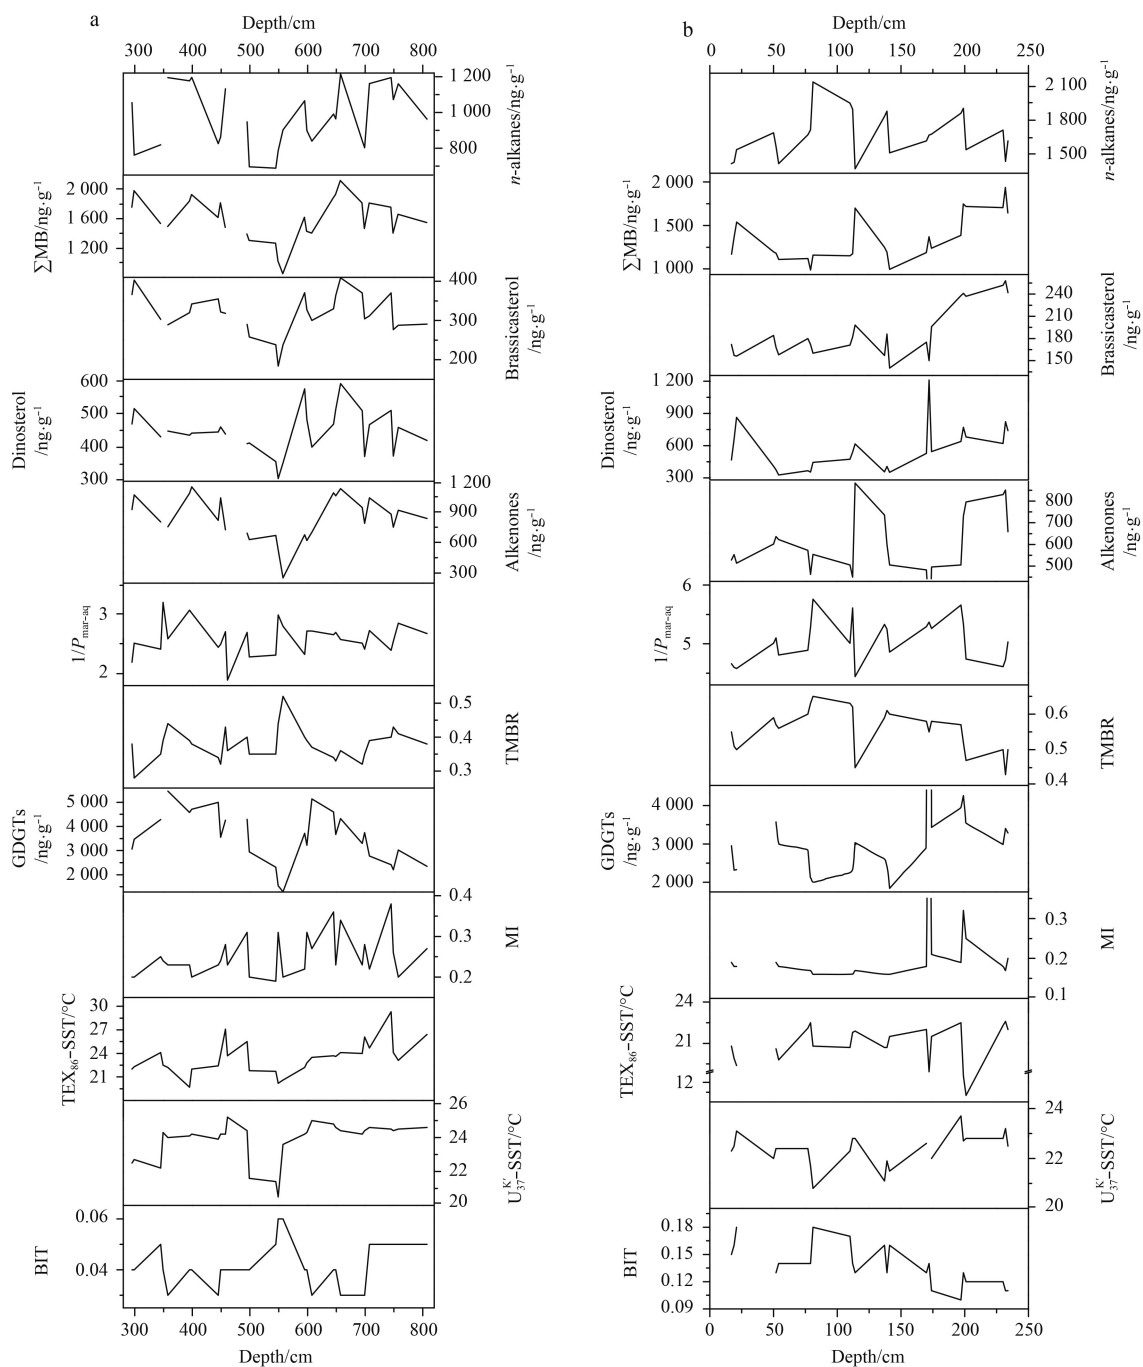 a
Depth/cm
300 400 500 600 700 800
n-alkanes/ng·g⁻¹
1 200
1 000
800
∑MB/ng·g⁻¹
2 000
1 600
1 200
Brassicasterol
/ng·g⁻¹
400
300
200
Dinosterol
/ng·g⁻¹
600
500
400
300
Alkenones
/ng·g⁻¹
1 200
900
600
300
1/P mar-aq
3
2
TMBR
0.5
0.4
0.3
GDGTs
/ng·g⁻¹
5 000
4 000
3 000
2 000
MI
0.4
0.3
0.2
TEX₈₆-SST/°C
30
27
24
21
U₃₇ᴷ′-SST/°C
26
24
22
20
BIT
0.06
0.04
300 400 500 600 700 800
Depth/cm
b
Depth/cm
0 50 100 150 200 250
n-alkanes/ng·g⁻¹
2 100
1 800
1 500
∑MB/ng·g⁻¹
2 000
1 500
1 000
Brassicasterol
/ng·g⁻¹
240
210
180
150
Dinosterol
/ng·g⁻¹
1 200
900
600
300
Alkenones
/ng·g⁻¹
800
700
600
500
1/P mar-aq
6
5
TMBR
0.6
0.5
0.4
GDGTs
/ng·g⁻¹
4 000
3 000
2 000
MI
0.3
0.2
0.1
TEX₈₆-SST/°C
24
21
12
U₃₇ᴷ′-SST/°C
24
22
20
BIT
0.18
0.15
0.12
0.09
0 50 100 150 200 250
Depth/cm